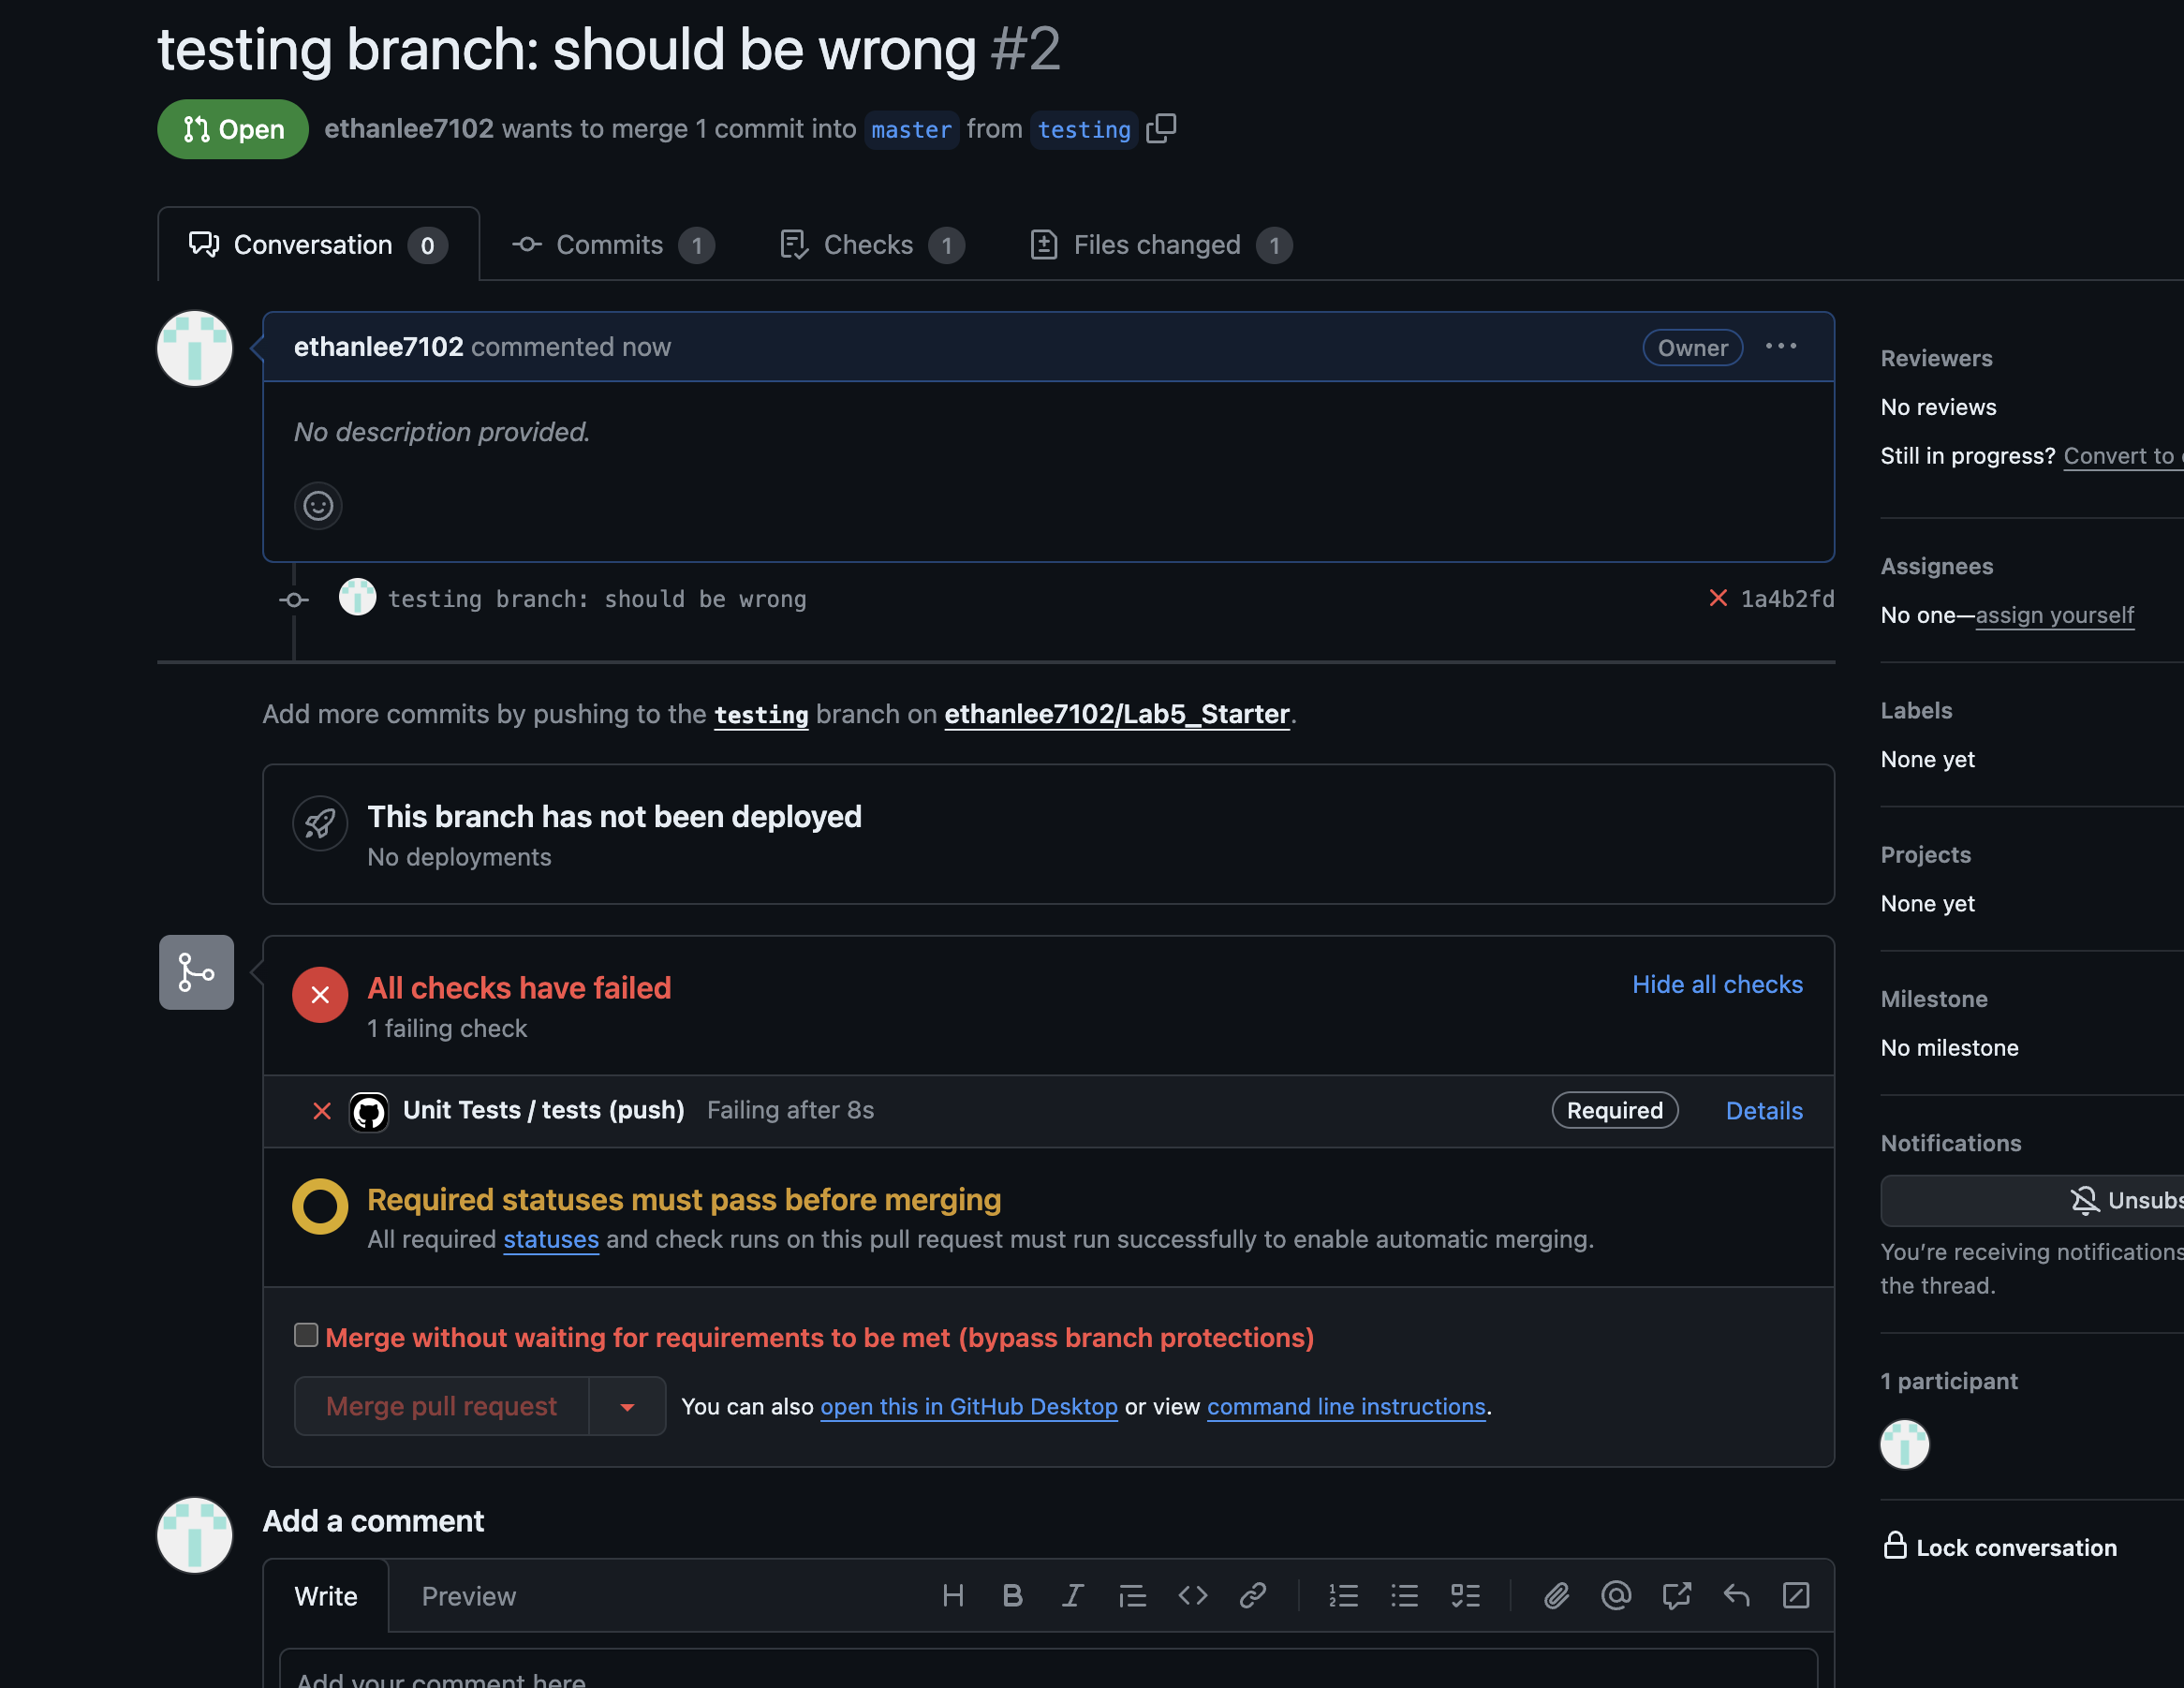 testing branch: should be wrong #2
Open ethanlee7102 wants to merge 1 commit into master from testing
Conversation 0 Commits 1 Checks 1 Files changed 1
ethanlee7102 commented now Owner
No description provided.
testing branch: should be wrong 1a4b2fd
Add more commits by pushing to the testing branch on ethanlee7102/Lab5_Starter.
This branch has not been deployed
No deployments
All checks have failed Hide all checks
1 failing check
Unit Tests / tests (push) Failing after 8s Required Details
Required statuses must pass before merging
All required statuses and check runs on this pull request must run successfully to enable automatic merging.
Merge without waiting for requirements to be met (bypass branch protections)
Merge pull request You can also open this in GitHub Desktop or view command line instructions.
Add a comment
Write Preview
Add your comment here
Reviewers
No reviews
Still in progress? Convert to
Assignees
No one—assign yourself
Labels
None yet
Projects
None yet
Milestone
No milestone
Notifications
Unsubs
You're receiving notifications
the thread.
1 participant
Lock conversation